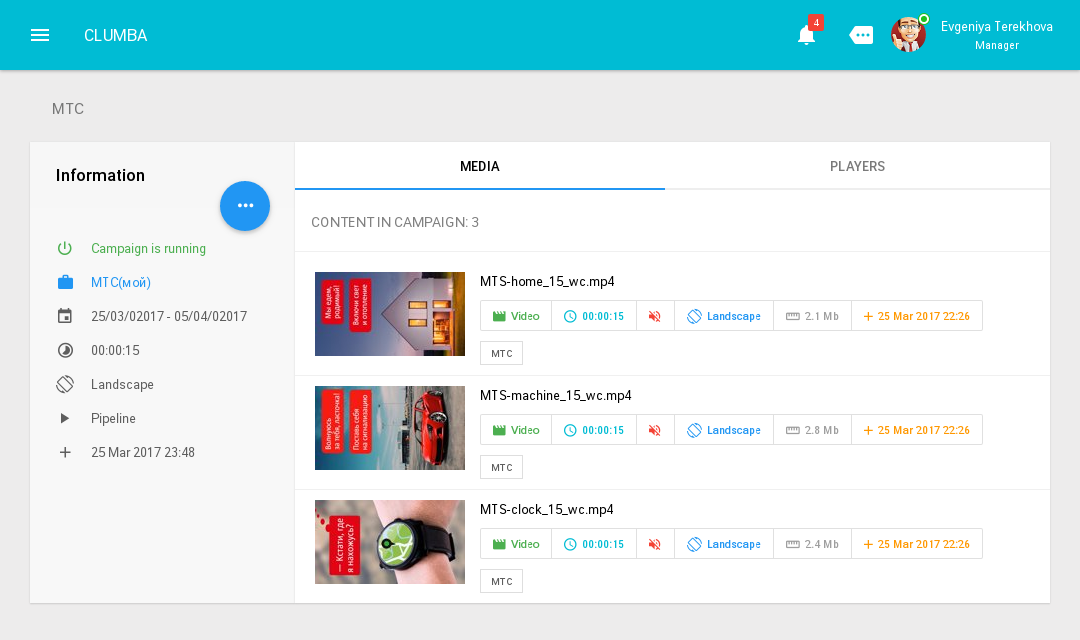 CLUMBA
4
Evgeniya Terekhova
Manager
МТС
Information
Campaign is running
МТС(мой)
25/03/02017 - 05/04/02017
00:00:15
Landscape
Pipeline
25 Mar 2017 23:48
MEDIA
PLAYERS
CONTENT IN CAMPAIGN: 3
Мы едем,
родимый!
Включи свет
и отопление
MTS-home_15_wc.mp4
Video
00:00:15
Landscape
2.1 Mb
25 Mar 2017 22:26
МТС
Волнуюсь
за тебя, ласточка!
Поставь себя
на сигнализацию
MTS-machine_15_wc.mp4
Video
00:00:15
Landscape
2.8 Mb
25 Mar 2017 22:26
МТС
— Кстати, где
я нахожусь?
MTS-clock_15_wc.mp4
Video
00:00:15
Landscape
2.4 Mb
25 Mar 2017 22:26
МТС